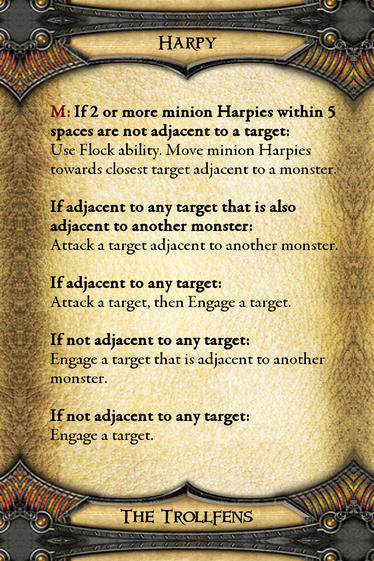 Harpy
M: If 2 or more minion Harpies within 5
spaces are not adjacent to a target:
Use Flock ability. Move minion Harpies
towards closest target adjacent to a monster.
If adjacent to any target that is also
adjacent to another monster:
Attack a target adjacent to another monster.
If adjacent to any target:
Attack a target, then Engage a target.
If not adjacent to any target:
Engage a target that is adjacent to another
monster.
If not adjacent to any target:
Engage a target.
The Trollfens